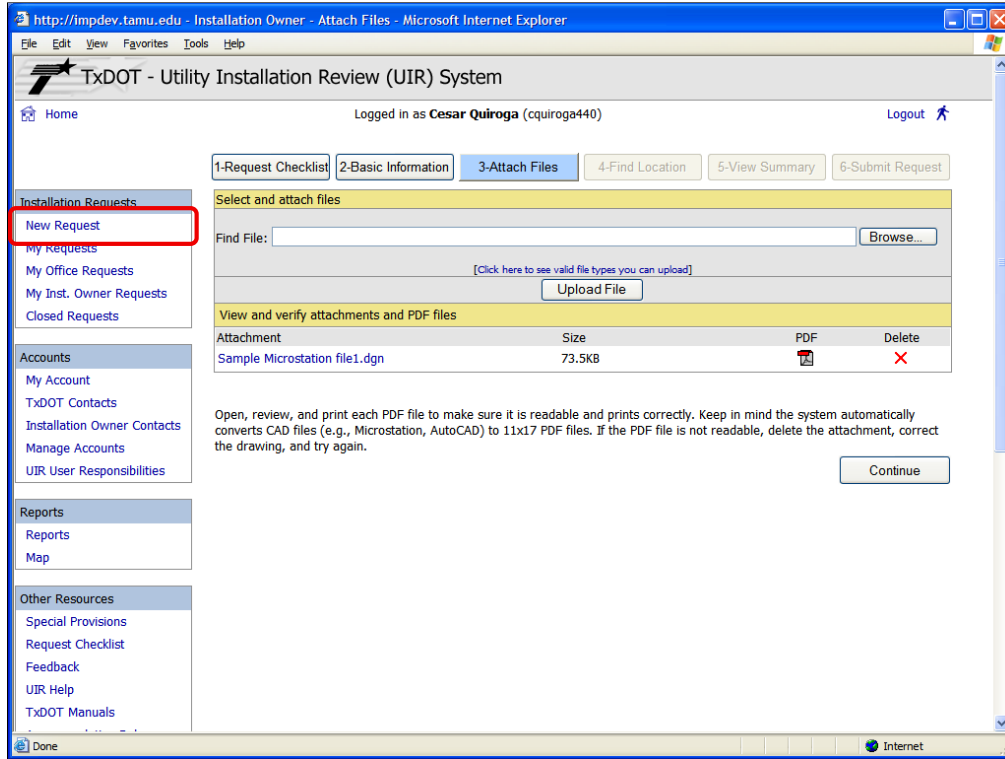 http://impdev.tamu.edu - Installation Owner - Attach Files - Microsoft Internet Explorer
File Edit View Favorites Tools Help
TxDOT - Utility Installation Review (UIR) System
Home Logged in as Cesar Quiroga (cquiroga440) Logout
1-Request Checklist 2-Basic Information 3-Attach Files 4-Find Location 5-View Summary 6-Submit Request
Installation Requests
New Request
My Requests
My Office Requests
My Inst. Owner Requests
Closed Requests
Accounts
My Account
TxDOT Contacts
Installation Owner Contacts
Manage Accounts
UIR User Responsibilities
Reports
Reports
Map
Other Resources
Special Provisions
Request Checklist
Feedback
UIR Help
TxDOT Manuals
Select and attach files
Find File: Browse...
[Click here to see valid file types you can upload]
Upload File
View and verify attachments and PDF files
Attachment Size PDF Delete
Sample Microstation file1.dgn 73.5KB
Open, review, and print each PDF file to make sure it is readable and prints correctly. Keep in mind the system automatically
converts CAD files (e.g., Microstation, AutoCAD) to 11x17 PDF files. If the PDF file is not readable, delete the attachment, correct
the drawing, and try again.
Continue
Done Internet